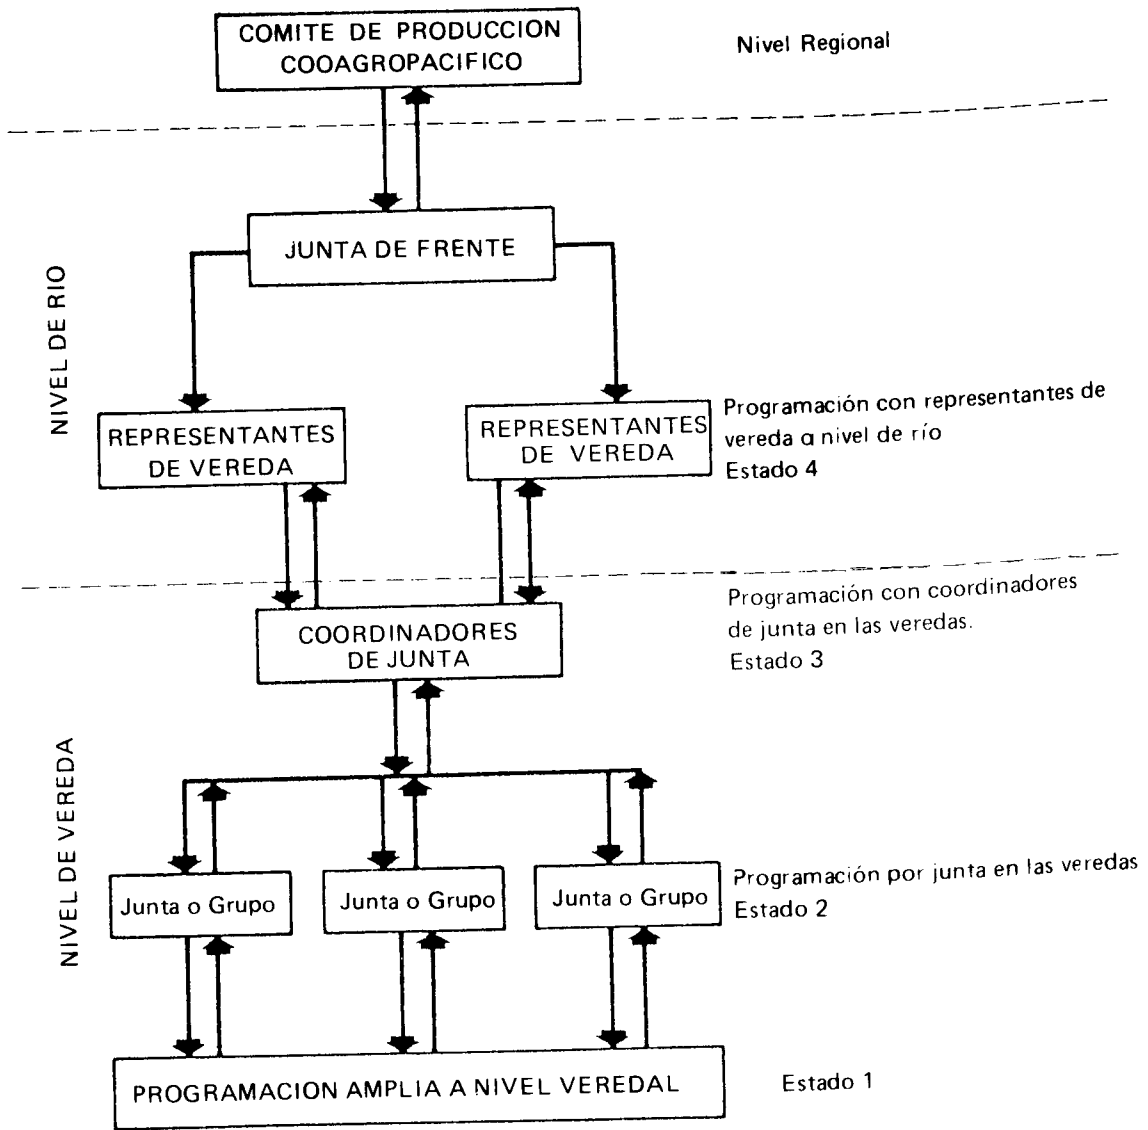 COMITE DE PRODUCCION
COOAGROPACIFICO
Nivel Regional
JUNTA DE FRENTE
NIVEL DE RIO
REPRESENTANTES
DE VEREDA
REPRESENTANTES
DE VEREDA
Programación con representantes de
vereda a nivel de río
Estado 4
COORDINADORES
DE JUNTA
Programación con coordinadores
de junta en las veredas.
Estado 3
NIVEL DE VEREDA
Junta o Grupo
Junta o Grupo
Junta o Grupo
Programación por junta en las veredas
Estado 2
PROGRAMACION AMPLIA A NIVEL VEREDAL
Estado 1